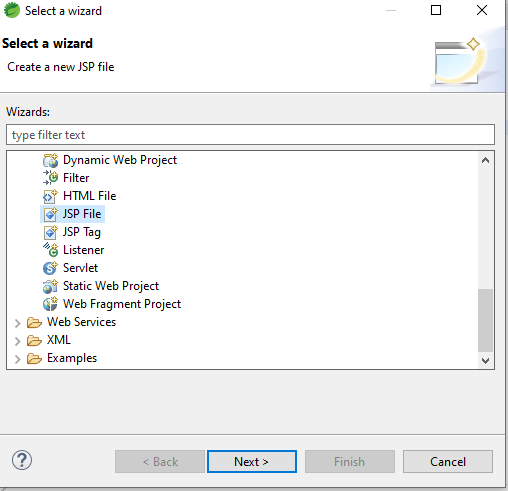 Select a wizard
Select a wizard
Create a new JSP file
Wizards:
type filter text
Dynamic Web Project
Filter
HTML File
JSP File
JSP Tag
Listener
Servlet
Static Web Project
Web Fragment Project
Web Services
XML
Examples
? < Back Next > Finish Cancel